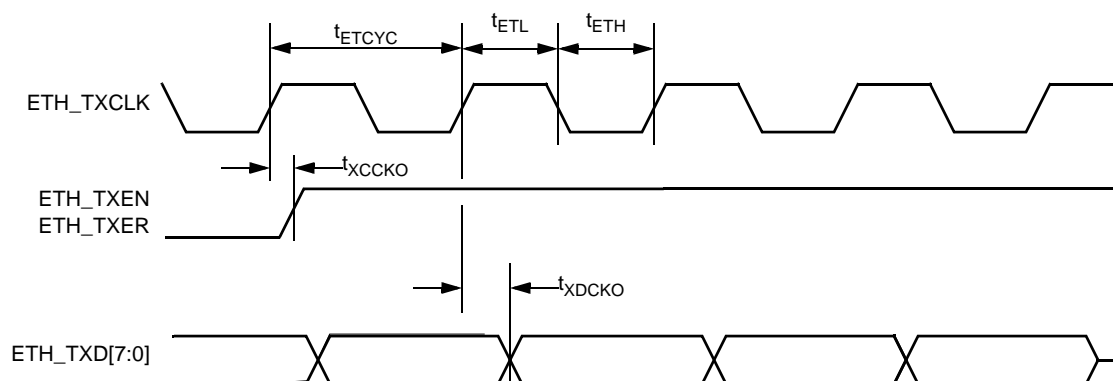 tETCYC
tETL
tETH
ETH_TXCLK
tXCCKO
ETH_TXEN
ETH_TXER
tXDCKO
ETH_TXD[7:0]